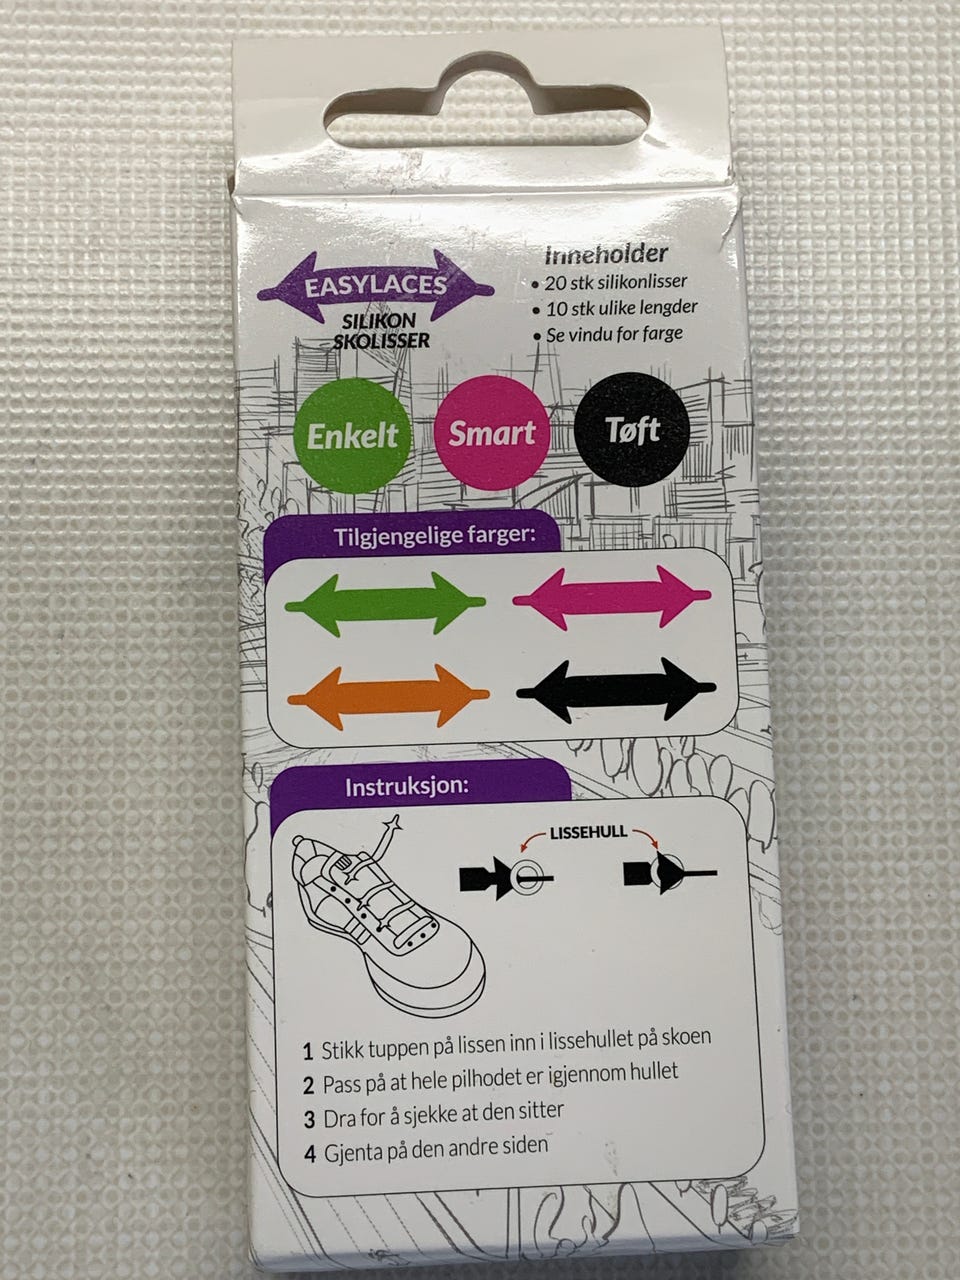 EASYLACES
SILIKON
SKOLISSER
Inneholder
• 20 stk silikonlisser
• 10 stk ulike lengder
• Se vindu for farge
Enkelt
Smart
Tøft
Tilgjengelige farger:
Instruksjon:
LISSEHULL
1 Stikk tuppen på lissen inn i lissehullet på skoen
2 Pass på at hele pilhodet er igjennom hullet
3 Dra for å sjekke at den sitter
4 Gjenta på den andre siden